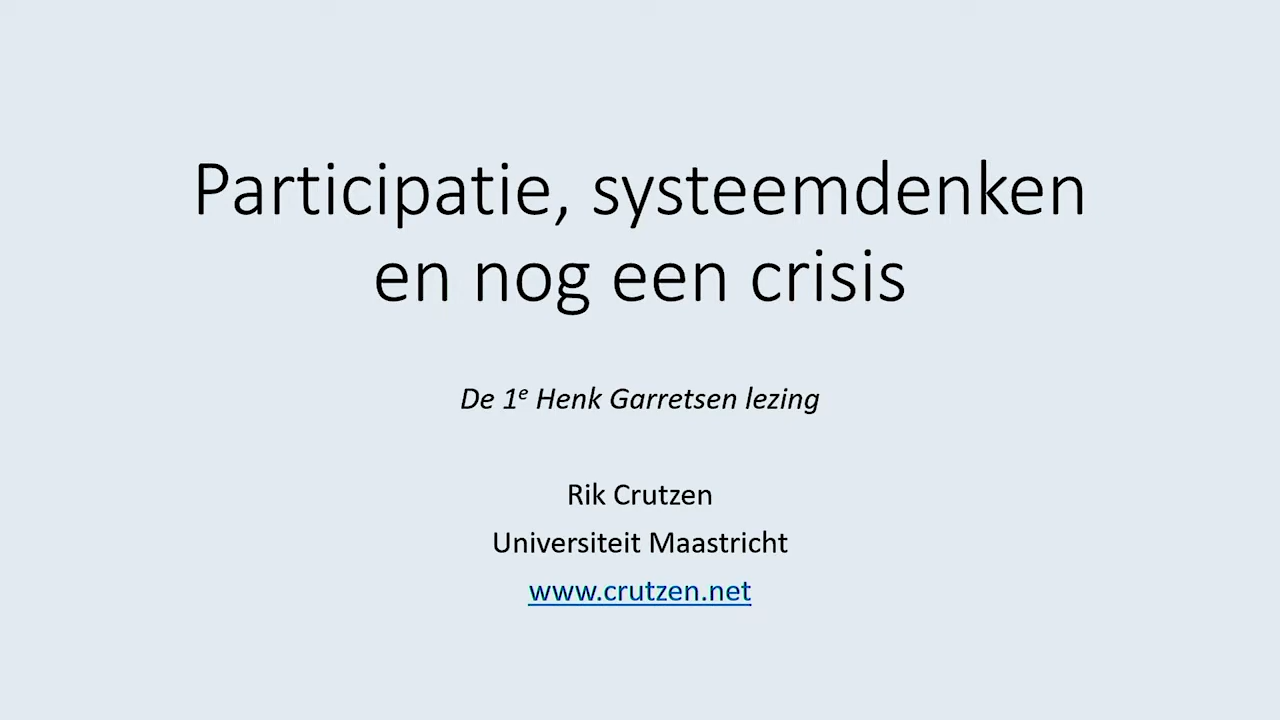 Participatie, systeemdenken
en nog een crisis
De 1e Henk Garretsen lezing
Rik Crutzen
Universiteit Maastricht
www.crutzen.net